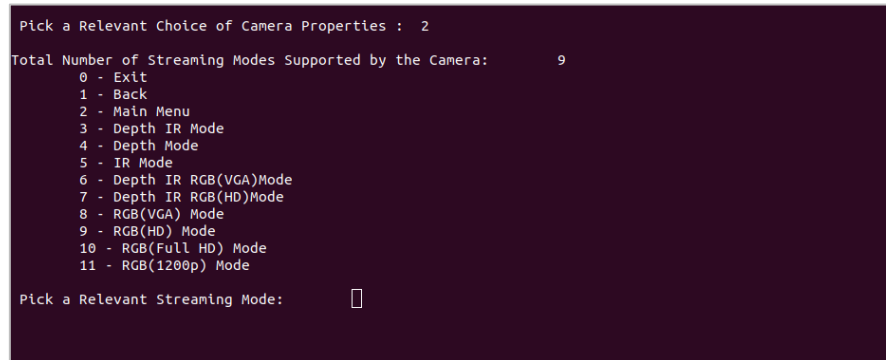 Pick a Relevant Choice of Camera Properties : 2
Total Number of Streaming Modes Supported by the Camera: 9
0 - Exit
1 - Back
2 - Main Menu
3 - Depth IR Mode
4 - Depth Mode
5 - IR Mode
6 - Depth IR RGB(VGA)Mode
7 - Depth IR RGB(HD)Mode
8 - RGB(VGA) Mode
9 - RGB(HD) Mode
10 - RGB(Full HD) Mode
11 - RGB(1200p) Mode
Pick a Relevant Streaming Mode: